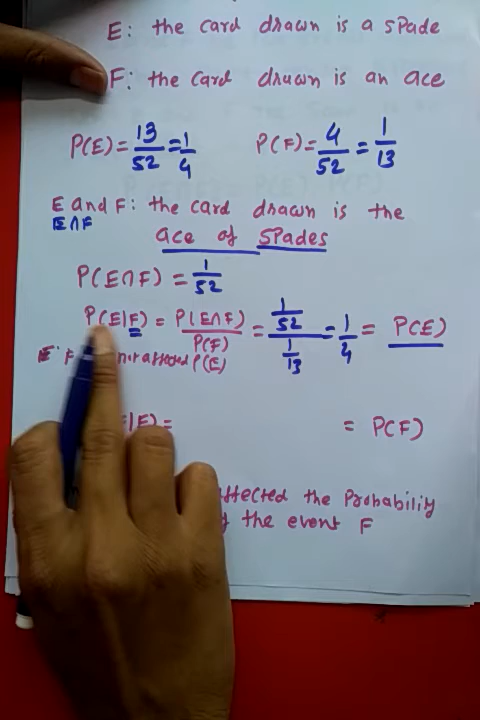 E: the card drawn is a spade
F: the card drawn is an ace
P(E)= 13/52 = 1/4 P(F)= 4/52 = 1/13
E and F: the card drawn is the
E∩F ace of spades
P(E∩F) = 1/52
P(E|F) = P(E∩F)/P(F) = 1/52 / 1/13 = 1/4 = P(E)
not affected P(E)
|F) = = P(F)
affected the Probability
the event F